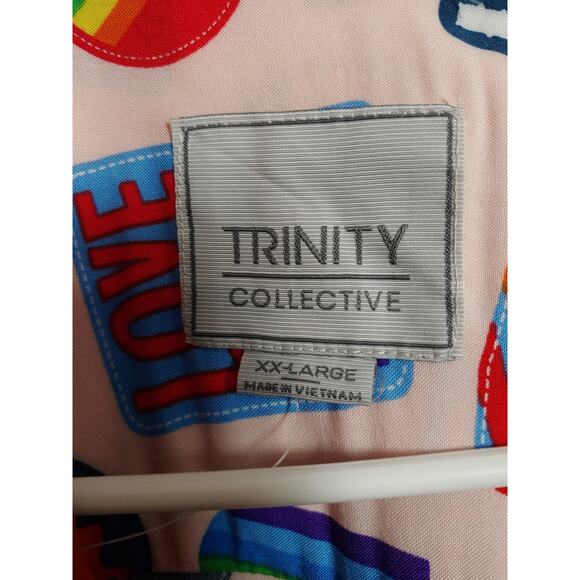 TRINITY
COLLECTIVE
XX-LARGE
MADE IN VIETNAM
LOVE